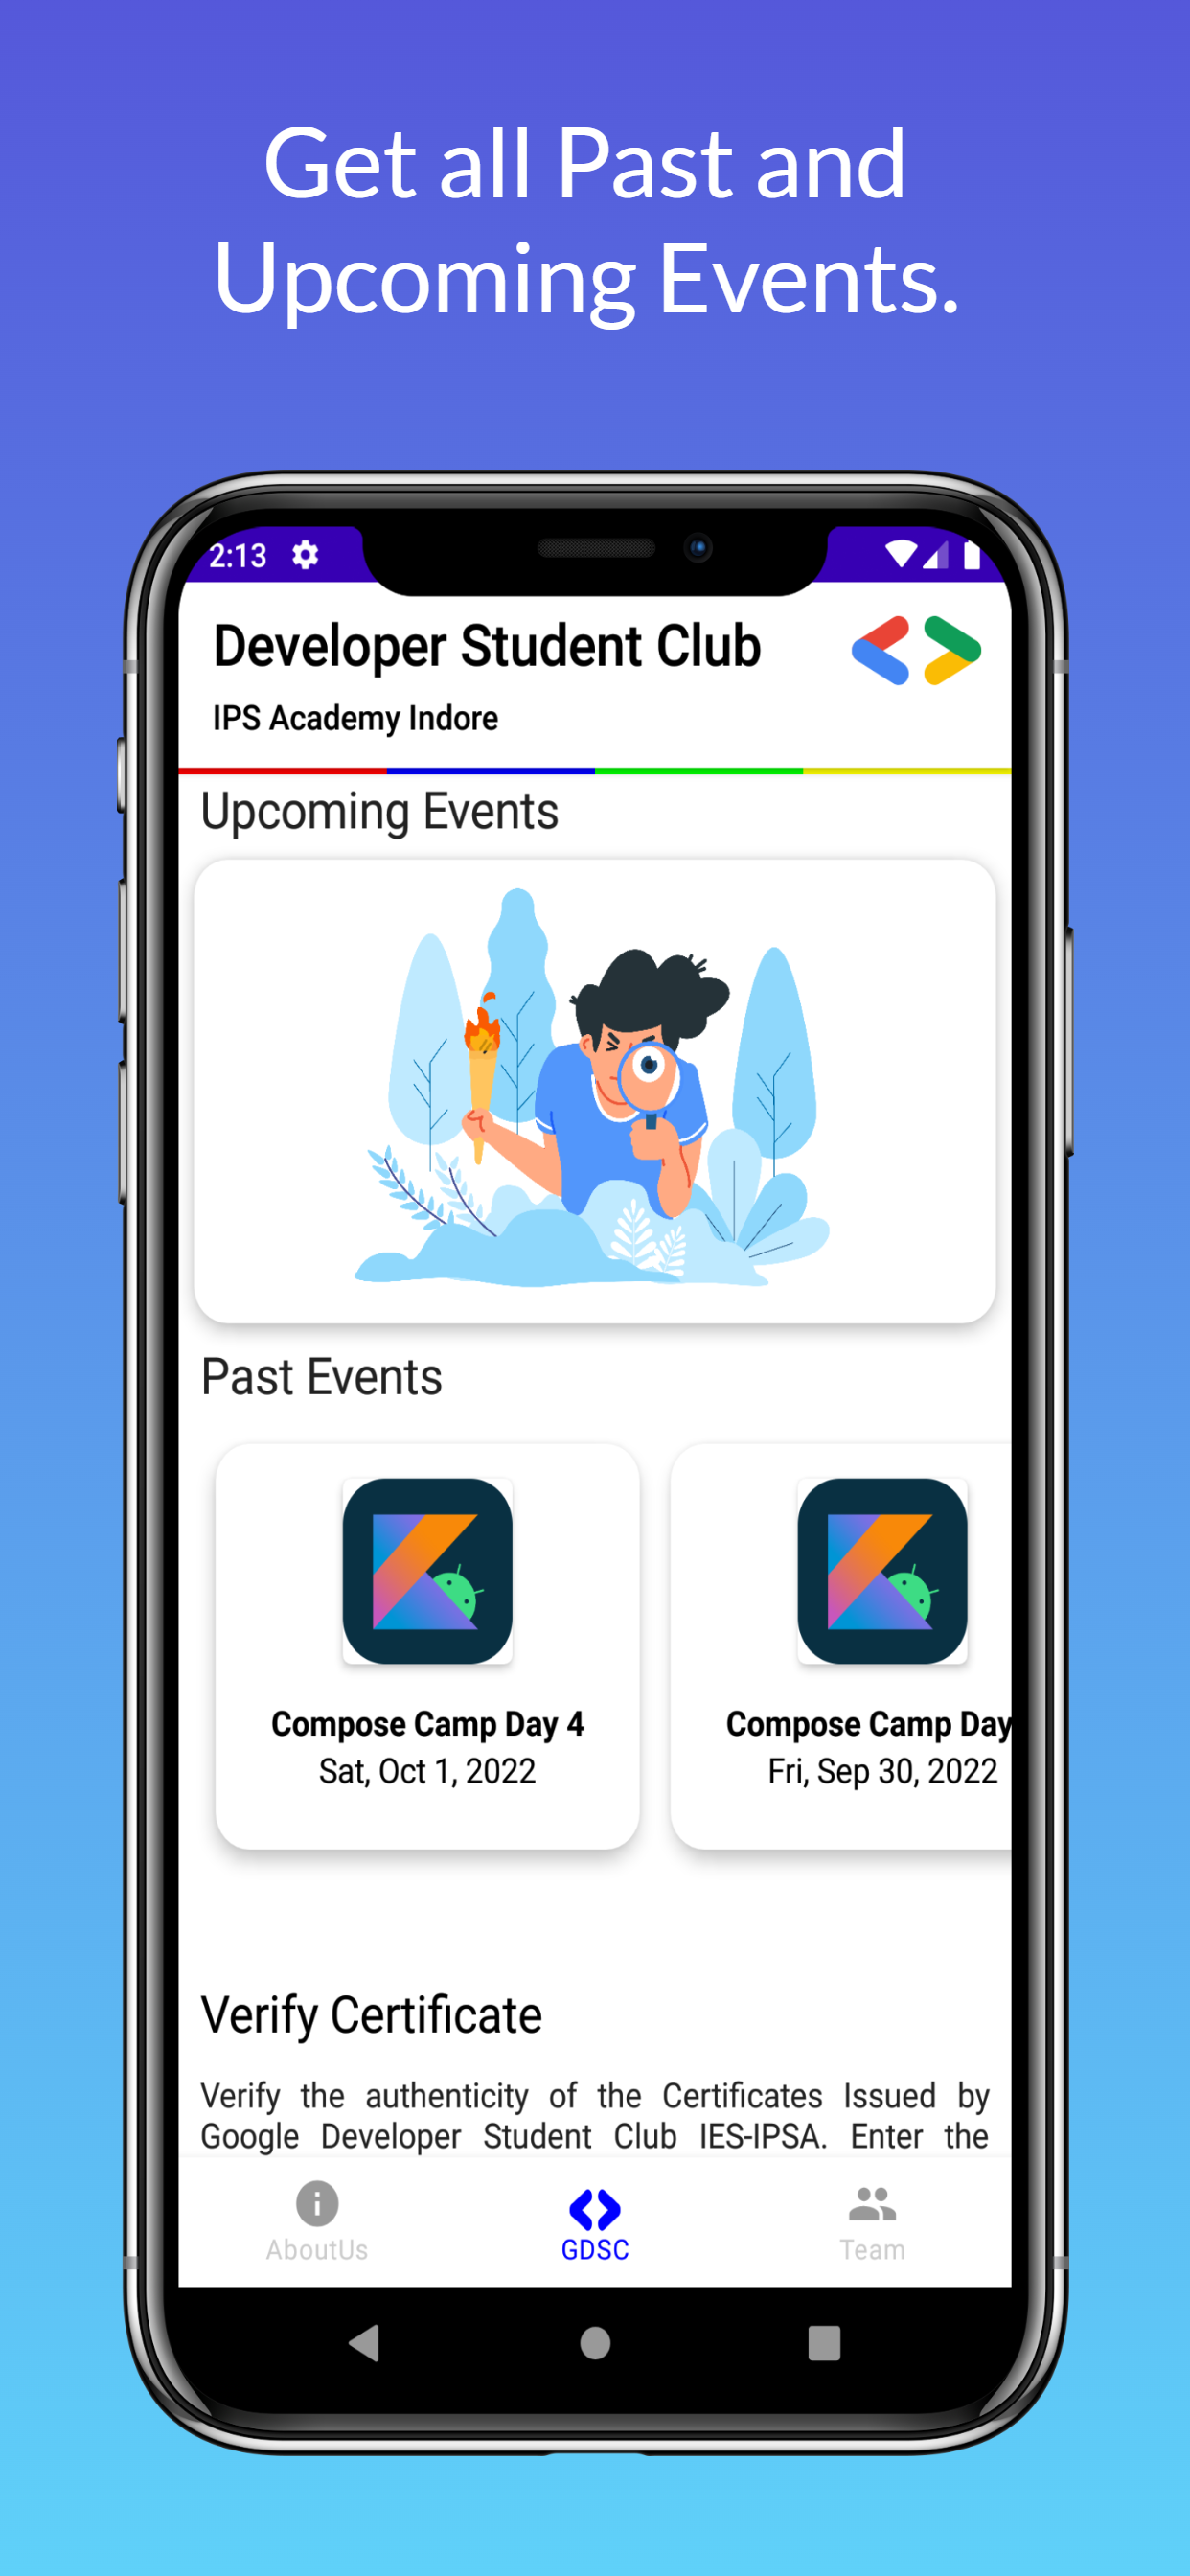 Get all Past and
Upcoming Events.
2:13
Developer Student Club
IPS Academy Indore
Upcoming Events
Past Events
Compose Camp Day 4
Sat, Oct 1, 2022
Compose Camp Day
Fri, Sep 30, 2022
Verify Certificate
Verify the authenticity of the Certificates Issued by
Google Developer Student Club IES-IPSA. Enter the
AboutUs
GDSC
Team